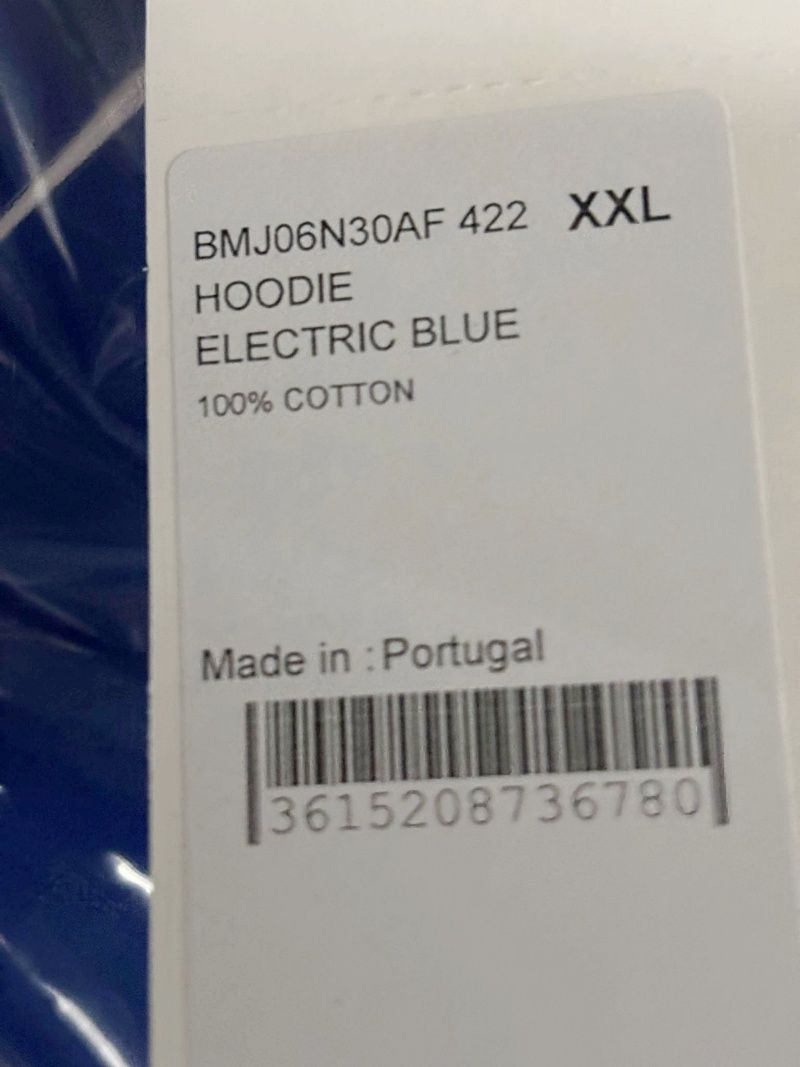 BMJ06N30AF 422 XXL
HOODIE
ELECTRIC BLUE
100% COTTON
Made in : Portugal
3615208736780